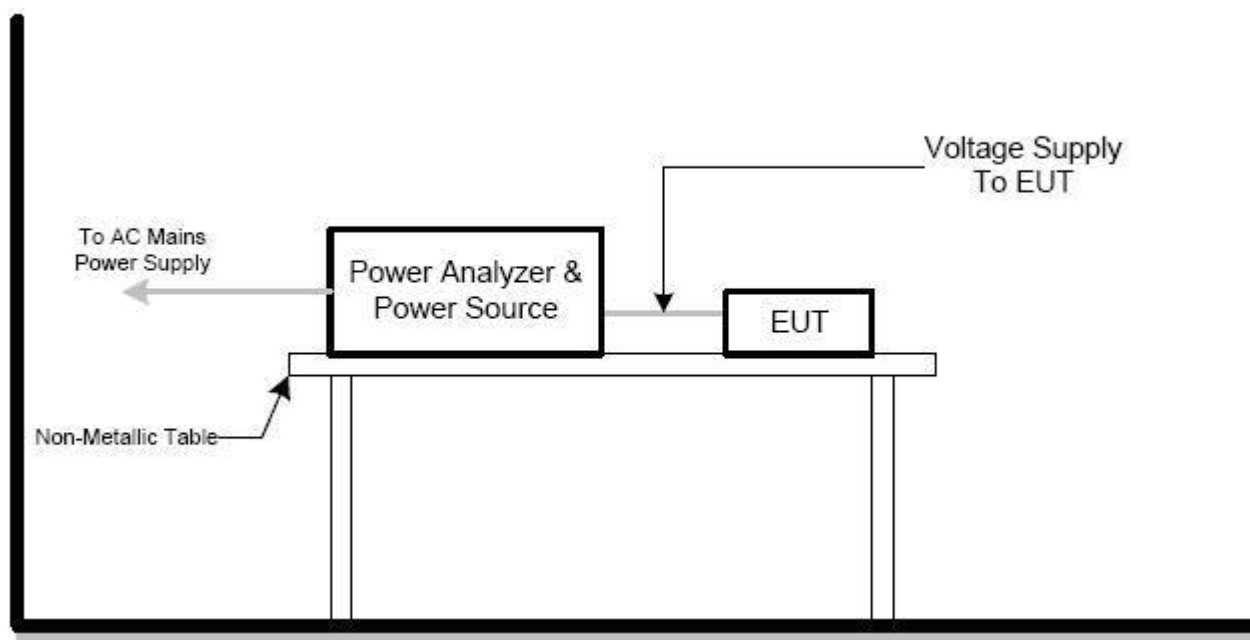 Voltage Supply
To EUT
To AC Mains
Power Supply
Power Analyzer &
Power Source
EUT
Non-Metallic Table